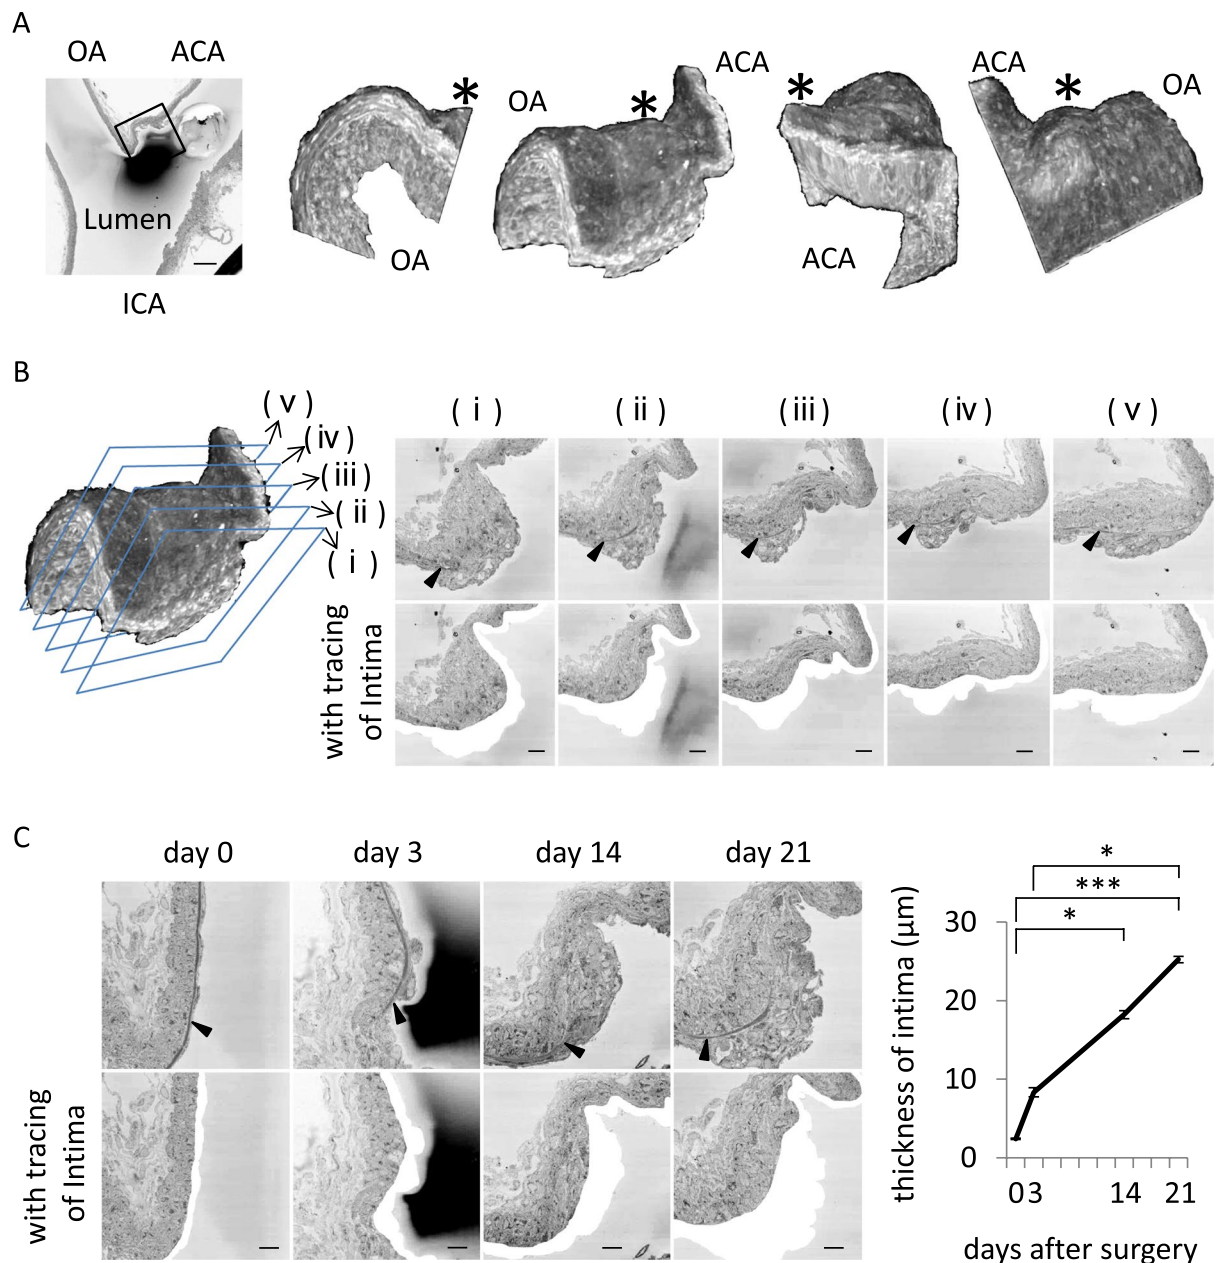 A
OA ACA
Lumen
ICA
*
OA
OA
*
ACA
*
ACA
ACA
*
OA
B
( v )
( iv )
( iii )
( ii )
( i )
( i ) ( ii ) ( iii ) ( iv ) ( v )
with tracing
of Intima
C
day 0 day 3 day 14 day 21
with tracing
of Intima
*
***
*
thickness of intima (µm)
30
20
10
0
0 3 14 21
days after surgery